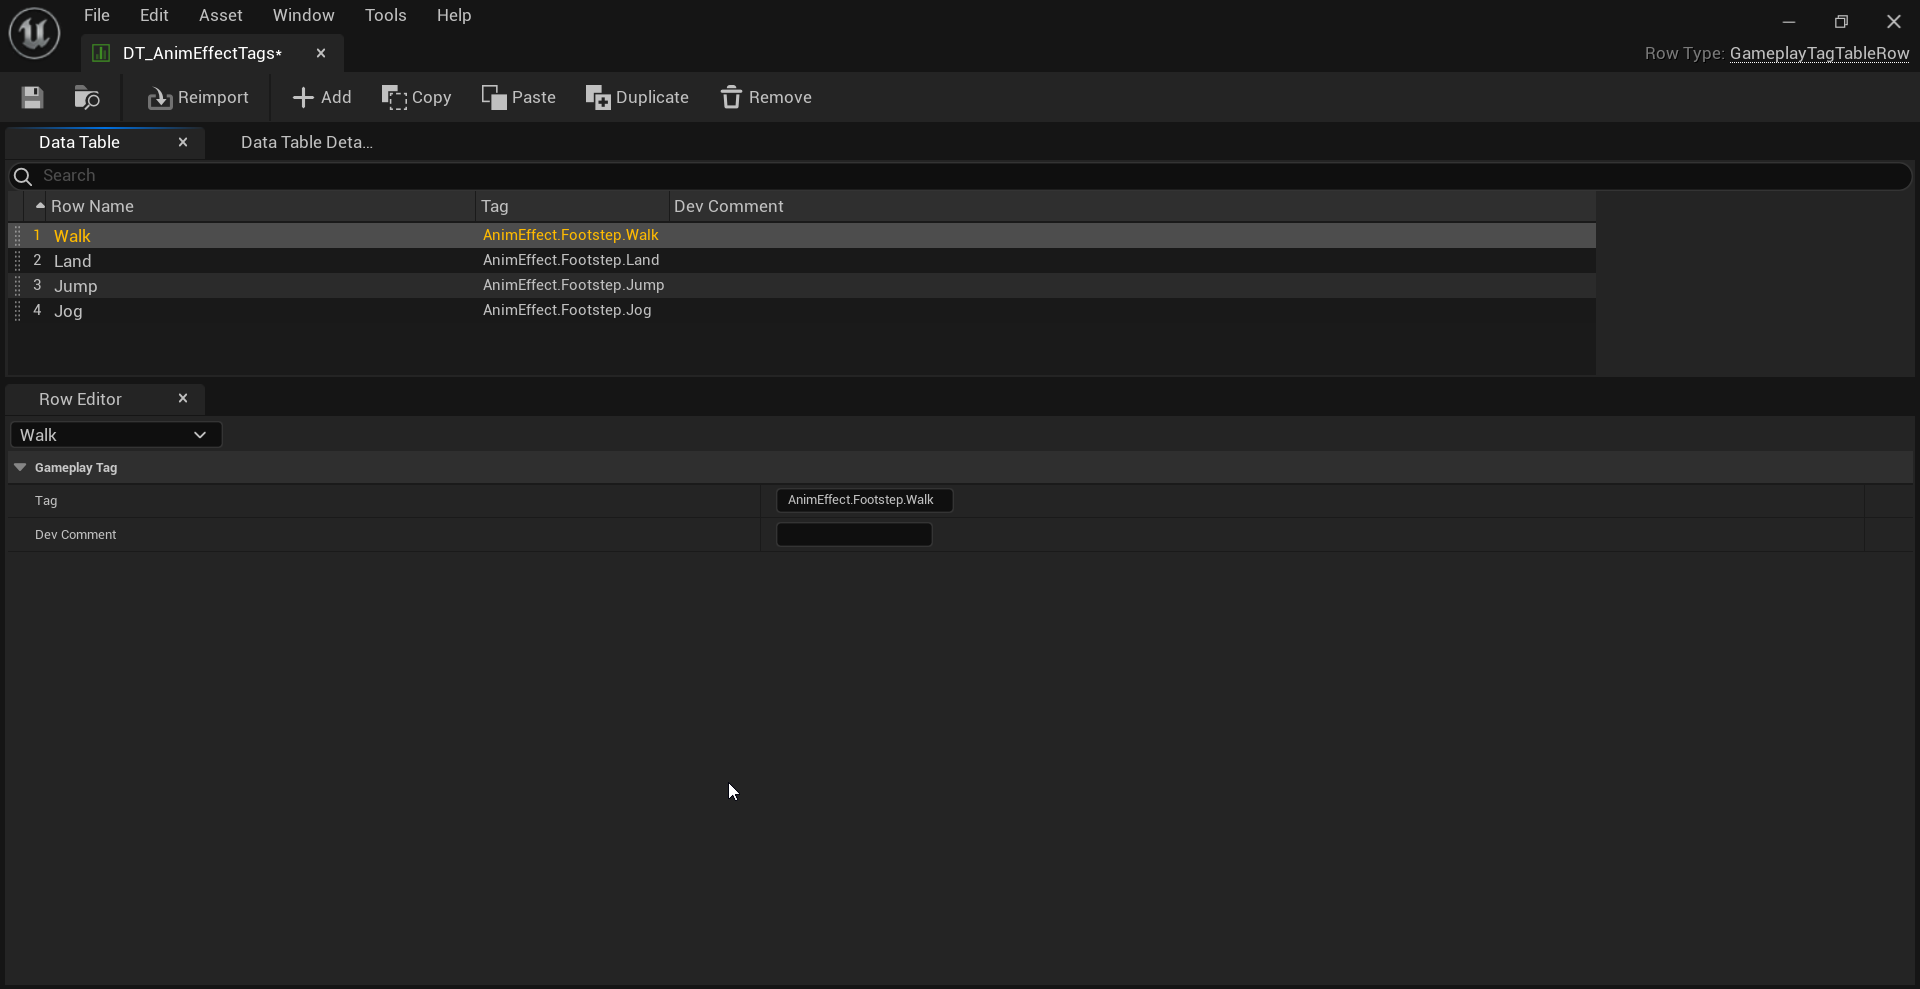 File Edit Asset Window Tools Help
DT_AnimEffectTags*
Row Type: GameplayTagTableRow
Reimport Add Copy Paste Duplicate Remove
Data Table Data Table Deta...
Search
Row Name Tag Dev Comment
1 Walk AnimEffect.Footstep.Walk
2 Land AnimEffect.Footstep.Land
3 Jump AnimEffect.Footstep.Jump
4 Jog AnimEffect.Footstep.Jog
Row Editor
Walk
Gameplay Tag
Tag AnimEffect.Footstep.Walk
Dev Comment